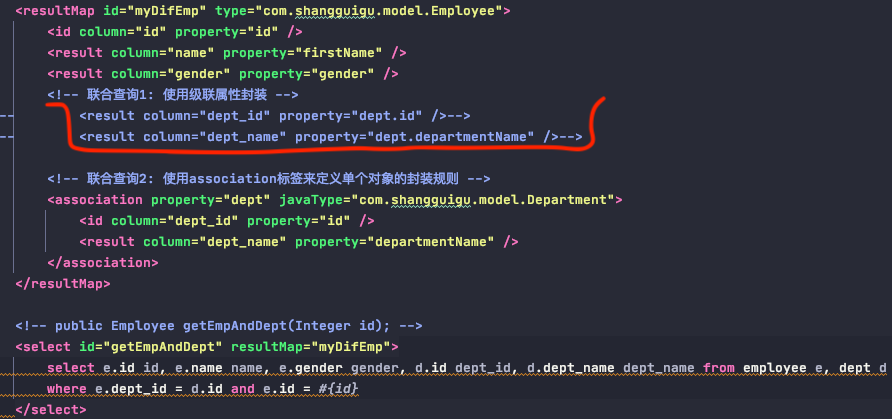 <resultMap id="myDifEmp" type="com.shangguigu.model.Employee">
<id column="id" property="id" />
<result column="name" property="firstName" />
<result column="gender" property="gender" />
<!-- 联合查询1: 使用级联属性封装 -->
-- <result column="dept_id" property="dept.id" />-->
-- <result column="dept_name" property="dept.departmentName" />-->
<!-- 联合查询2: 使用association标签来定义单个对象的封装规则 -->
<association property="dept" javaType="com.shangguigu.model.Department">
<id column="dept_id" property="id" />
<result column="dept_name" property="departmentName" />
</association>
</resultMap>
<!-- public Employee getEmpAndDept(Integer id); -->
<select id="getEmpAndDept" resultMap="myDifEmp">
select e.id id, e.name name, e.gender gender, d.id dept_id, d.dept_name dept_name from employee e, dept d
where e.dept_id = d.id and e.id = #{id}
</select>